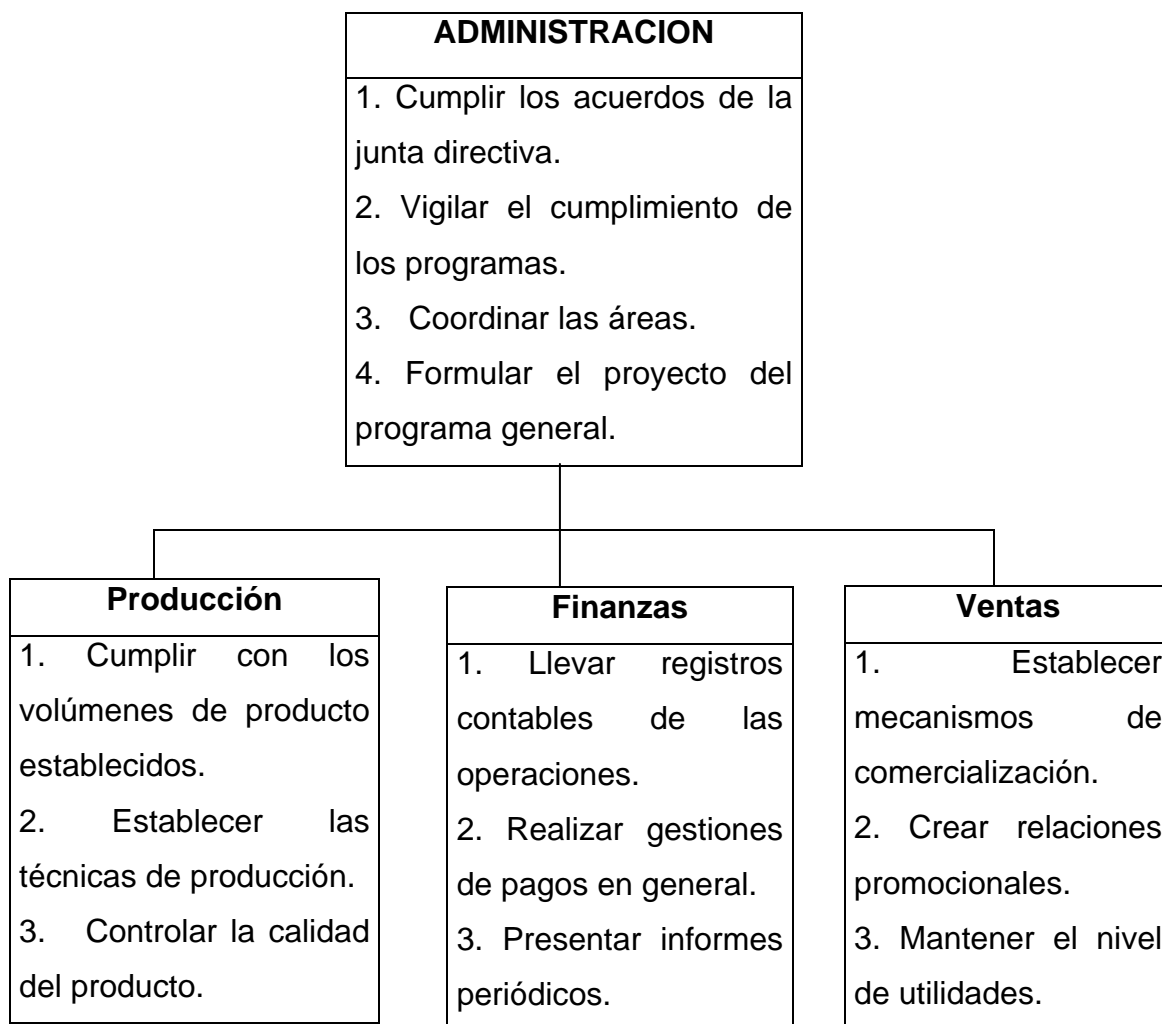 ADMINISTRACION
1. Cumplir los acuerdos de la
junta directiva.
2. Vigilar el cumplimiento de
los programas.
3. Coordinar las áreas.
4. Formular el proyecto del
programa general.
Producción
1. Cumplir con los
volúmenes de producto
establecidos.
2. Establecer las
técnicas de producción.
3. Controlar la calidad
del producto.
Finanzas
1. Llevar registros
contables de las
operaciones.
2. Realizar gestiones
de pagos en general.
3. Presentar informes
periódicos.
Ventas
1. Establecer
mecanismos de
comercialización.
2. Crear relaciones
promocionales.
3. Mantener el nivel
de utilidades.